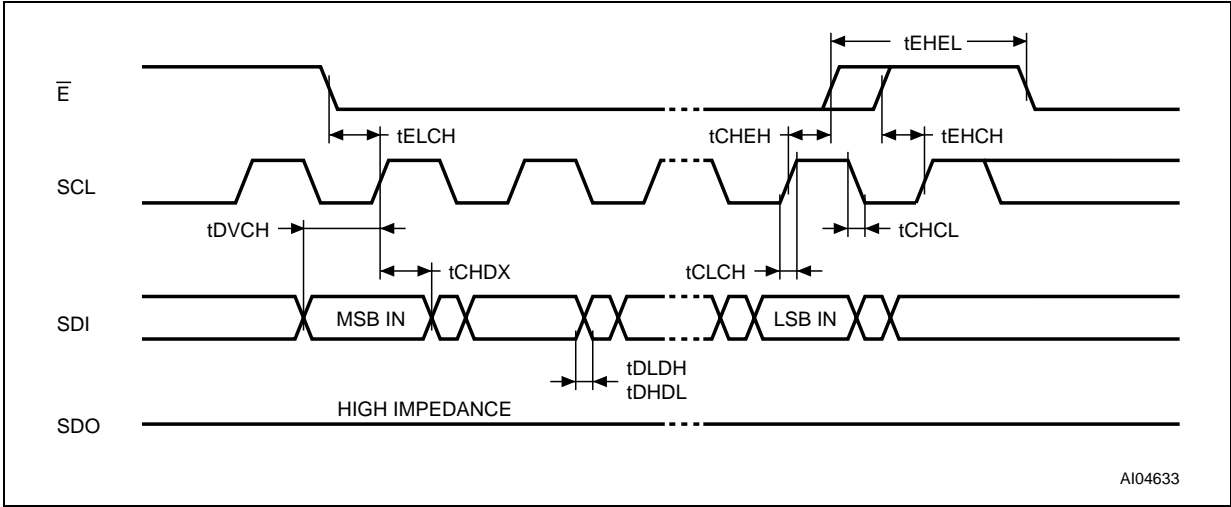 tEHEL
E̅
tELCH
tCHEH
tEHCH
SCL
tDVCH
tCHCL
tCHDX
tCLCH
SDI
MSB IN
LSB IN
tDLDH
tDHDL
HIGH IMPEDANCE
SDO
AI04633